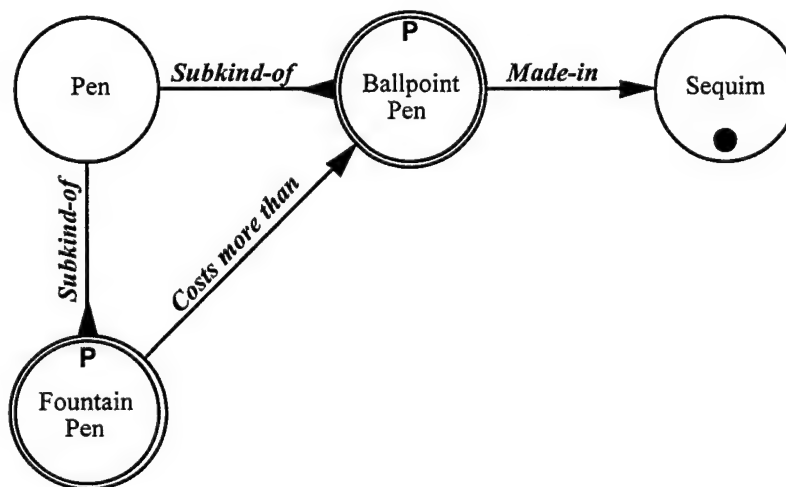 P
Pen
Subkind-of
Ballpoint
Pen
Made-in
Sequim
Subkind-of
Costs more than
P
Fountain
Pen